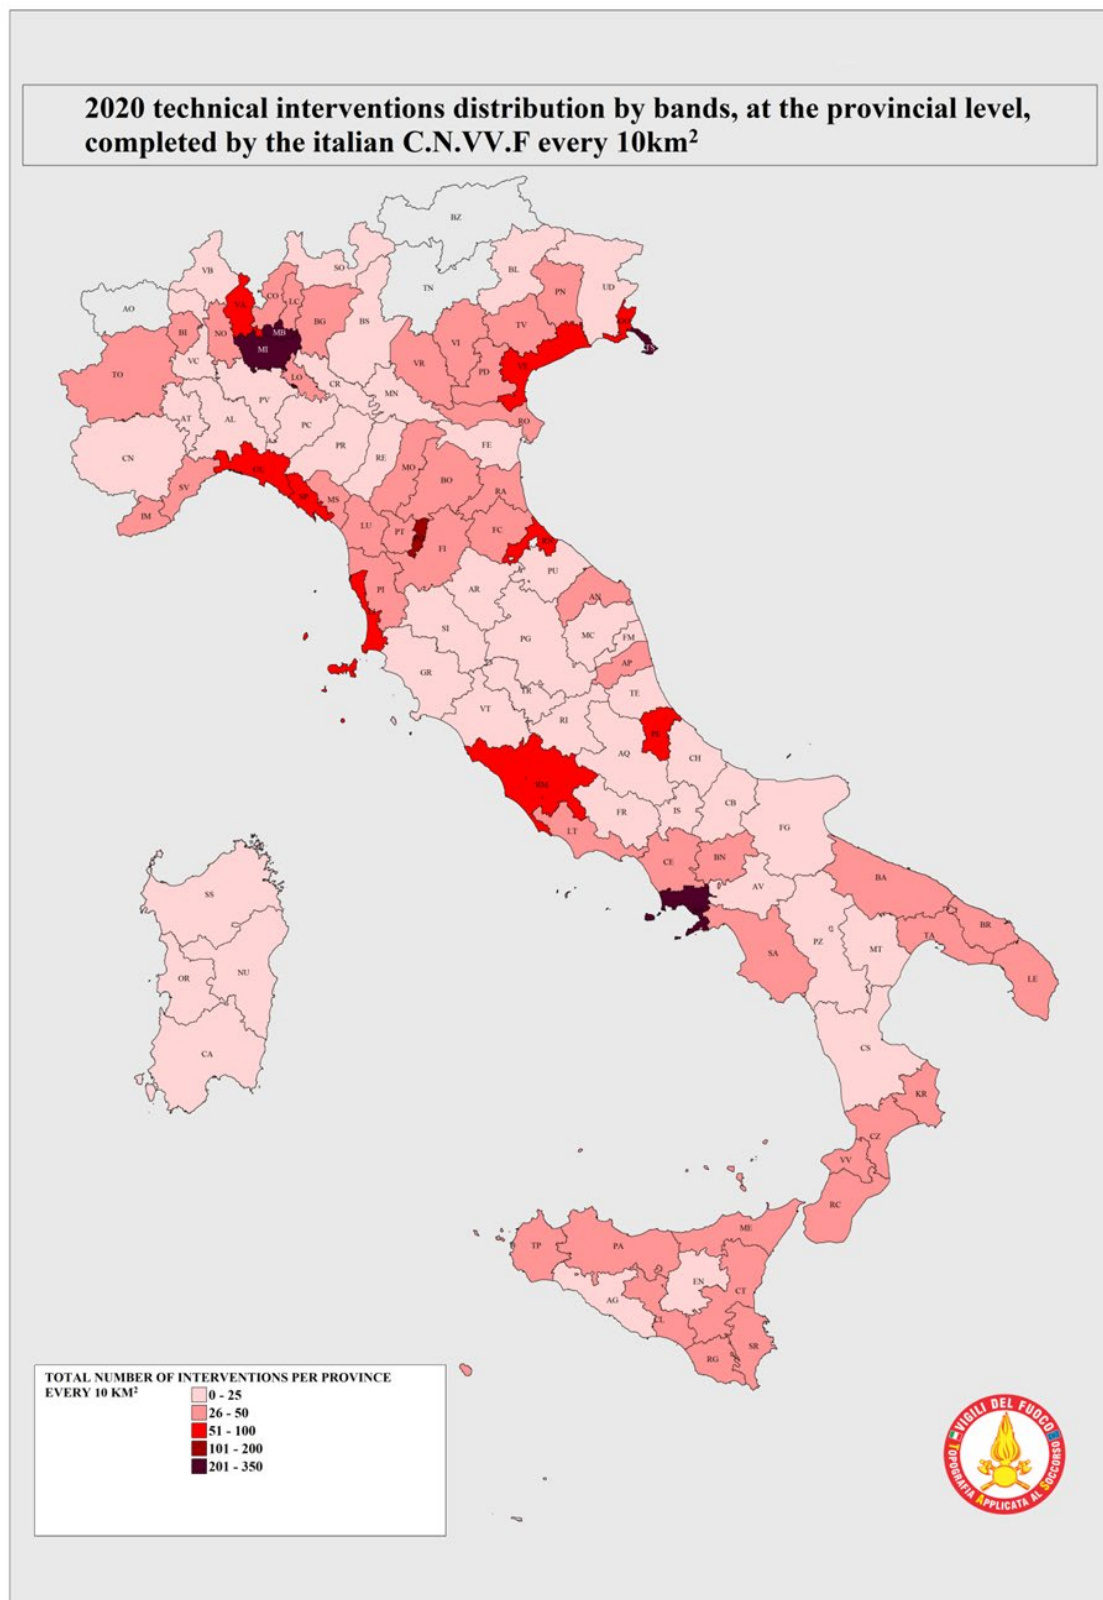 2020 technical interventions distribution by bands, at the provincial level,
completed by the italian C.N.VV.F every 10km²
BZ
SO
VB
BL
TN
PN
UD
AO
VA
CO
LC
BG
BS
TV
BI
NO
MB
MI
VI
VR
PD
VE
TO
VC
LO
CR
MN
PV
AT
AL
PC
RO
CN
PR
RE
FE
MO
BO
GE
SP
MS
SV
IM
RA
LU
PT
FI
FC
PU
PI
AR
AN
SI
PG
MC
FM
GR
AP
TR
TE
VT
RI
PE
AQ
CH
RM
FR
IS
CB
LT
FG
CE
BN
BA
AV
SS
BR
TA
PZ
MT
SA
LE
OR
NU
CS
CA
KR
CZ
VV
RC
ME
TP
PA
EN
AG
CT
CL
SR
RG
TOTAL NUMBER OF INTERVENTIONS PER PROVINCE
EVERY 10 KM²
0 - 25
26 - 50
51 - 100
101 - 200
201 - 350
VIGILI DEL FUOCO
TOPOGRAFIA APPLICATA AL SOCCORSO